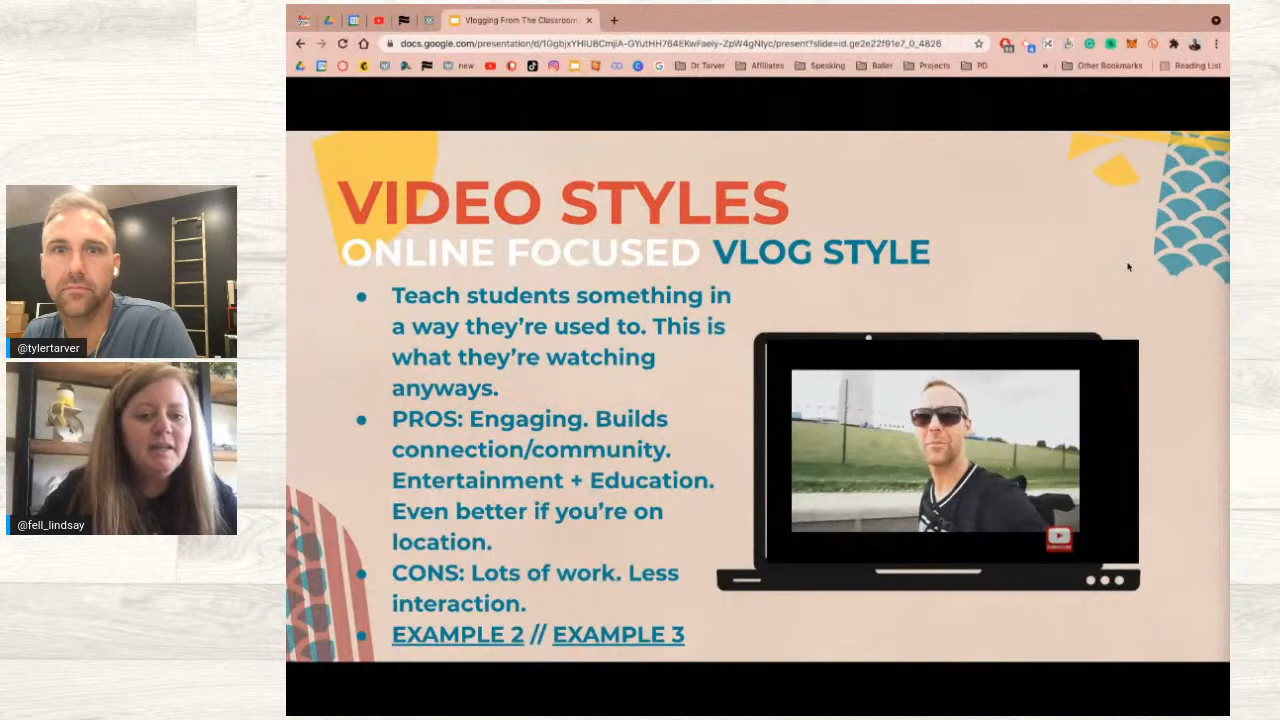 Vlogging From The Classroom
docs.google.com/presentation/d/1GgbjxYHlUBCmjiA-GYutHH764EKwFaeiy-ZpW4gNlyc/present?slide=id.ge2e22f91e7_0_4826
new
Dr Tarver
Affiliates
Speaking
Baller
Projects
PD
»
Other Bookmarks
Reading List
VIDEO STYLES
ONLINE FOCUSED VLOG STYLE
● Teach students something in
a way they’re used to. This is
what they’re watching
anyways.
● PROS: Engaging. Builds
connection/community.
Entertainment + Education.
Even better if you’re on
location.
● CONS: Lots of work. Less
interaction.
● EXAMPLE 2 // EXAMPLE 3
@tylertarver
@fell_lindsay